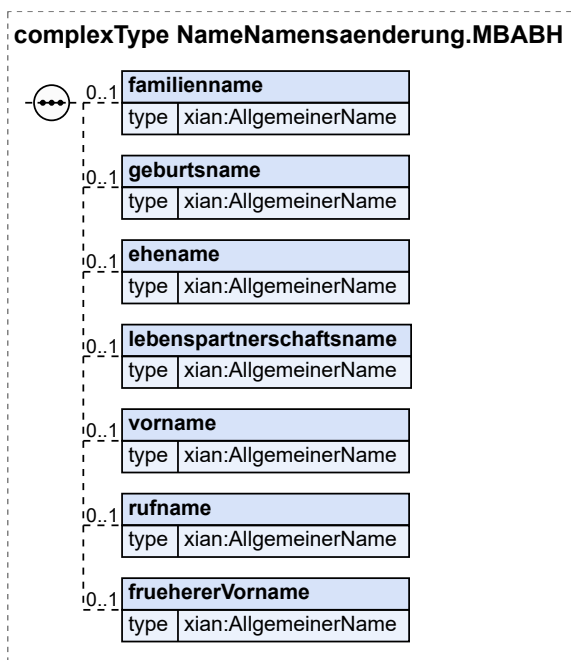 complexType NameNamensaenderung.MBABH
0..1 familienname
type xian:AllgemeinerName
0..1 geburtsname
type xian:AllgemeinerName
0..1 ehename
type xian:AllgemeinerName
0..1 lebenspartnerschaftsname
type xian:AllgemeinerName
0..1 vorname
type xian:AllgemeinerName
0..1 rufname
type xian:AllgemeinerName
0..1 fruehererVorname
type xian:AllgemeinerName